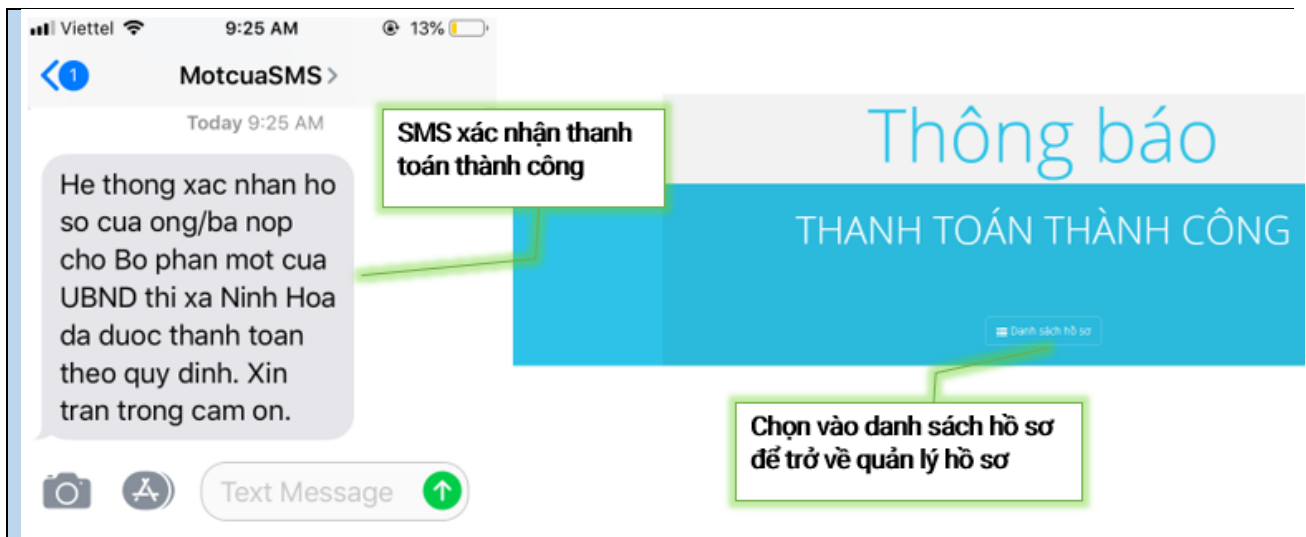 Viettel 9:25 AM 13%
1 MotcuaSMS
Today 9:25 AM
He thong xac nhan ho
so cua ong/ba nop
cho Bo phan mot cua
UBND thi xa Ninh Hoa
da duoc thanh toan
theo quy dinh. Xin
tran trong cam on.
Text Message
SMS xác nhận thanh
toán thành công
Thông báo
THANH TOÁN THÀNH CÔNG
Danh sách hồ sơ
Chọn vào danh sách hồ sơ
để trở về quản lý hồ sơ